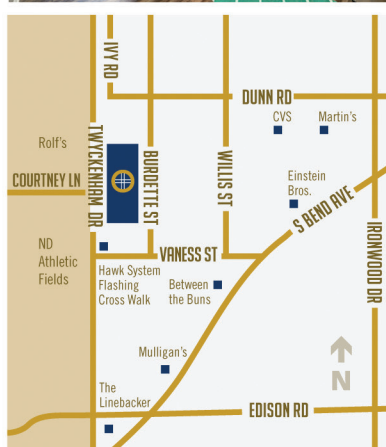 IVY RD
DUNN RD
CVS
Martin's
Rolf's
TWYCKENHAM DR
BURDETTE ST
WILLIS ST
COURTNEY LN
Einstein
Bros.
S BEND AVE
IRONWOOD DR
ND
Athletic
Fields
VANESS ST
Hawk System
Flashing
Cross Walk
Between
the Buns
Mulligan's
N
The
Linebacker
EDISON RD